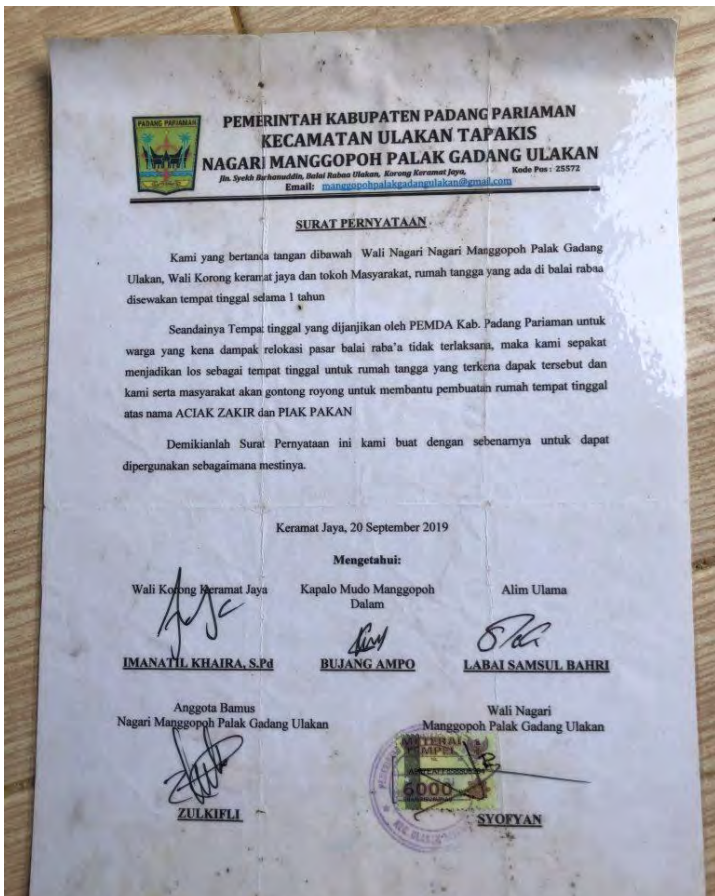 PADANG PARIAMAN
PEMERINTAH KABUPATEN PADANG PARIAMAN
KECAMATAN ULAKAN TAPAKIS
NAGARI MANGGOPOH PALAK GADANG ULAKAN
Jln. Syekh Burhanuddin, Balai Rabaa Ulakan, Korong Keramat Jaya, Kode Pos : 25572
Email: manggopohpalakgadangulakan@gmail.com
SURAT PERNYATAAN
Kami yang bertanda tangan dibawah Wali Nagari Nagari Manggopoh Palak Gadang
Ulakan, Wali Korong keramat jaya dan tokoh Masyarakat, rumah tangga yang ada di balai rabaa
disewakan tempat tinggal selama 1 tahun
Seandainya Tempat tinggal yang dijanjikan oleh PEMDA Kab. Padang Pariaman untuk
warga yang kena dampak relokasi pasar balai raba'a tidak terlaksana, maka kami sepakat
menjadikan los sebagai tempat tinggal untuk rumah tangga yang terkena dapak tersebut dan
kami serta masyarakat akan gontong royong untuk membantu pembuatan rumah tempat tinggal
atas nama ACIAK ZAKIR dan PIAK PAKAN
Demikianlah Surat Pernyataan ini kami buat dengan sebenarnya untuk dapat
dipergunakan sebagaimana mestinya.
Keramat Jaya, 20 September 2019
Mengetahui:
Wali Korong Keramat Jaya
IMANATIL KHAIRA, S.Pd
Kapalo Mudo Manggopoh
Dalam
BUJANG AMPO
Alim Ulama
LABAI SAMSUL BAHRI
Anggota Bamus
Nagari Manggopoh Palak Gadang Ulakan
ZULKIFLI
Wali Nagari
Manggopoh Palak Gadang Ulakan
METERAI
TEMPEL
6000
SYOFYAN